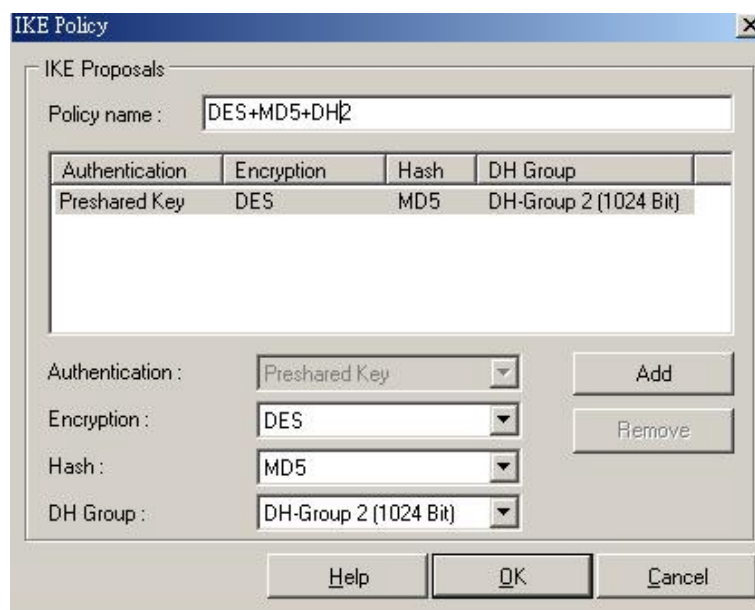 IKE Policy
IKE Proposals
Policy name : DES+MD5+DH2
Authentication Encryption Hash DH Group
Preshared Key DES MD5 DH-Group 2 (1024 Bit)
Authentication : Preshared Key Add
Encryption : DES Remove
Hash : MD5
DH Group : DH-Group 2 (1024 Bit)
Help OK Cancel